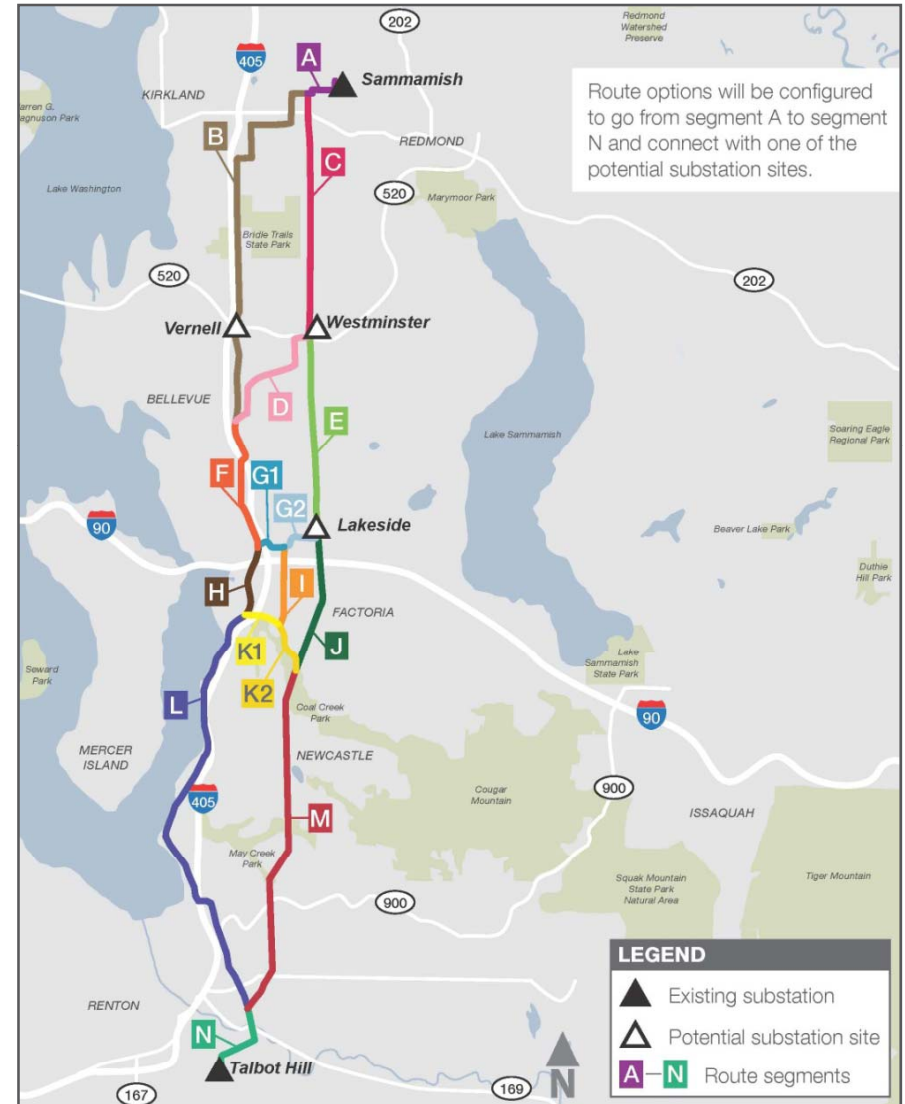 202
Redmond
Watershed
Preserve
405
A
Sammamish
KIRKLAND
arren G.
agnuson Park
Route options will be configured
to go from segment A to segment
N and connect with one of the
potential substation sites.
B
REDMOND
C
Lake Washington
520
Marymoor Park
Bridle Trails
State Park
520
202
Vernell
Westminster
BELLEVUE
D
E
Lake Sammamish
Soaring Eagle
Regional Park
F
G1
G2
90
Lakeside
Beaver Lake Park
Duthie
Hill Park
H
I
FACTORIA
J
K1
Lake
Sammamish
State Park
Seward
Park
K2
L
Coal Creek
Park
90
MERCER
ISLAND
NEWCASTLE
Cougar
Mountain
900
405
ISSAQUAH
M
May Creek
Park
Squak Mountain
State Park
Natural Area
Tiger Mountain
900
LEGEND
Existing substation
Potential substation site
A – N Route segments
RENTON
N
Talbot Hill
N
167
169